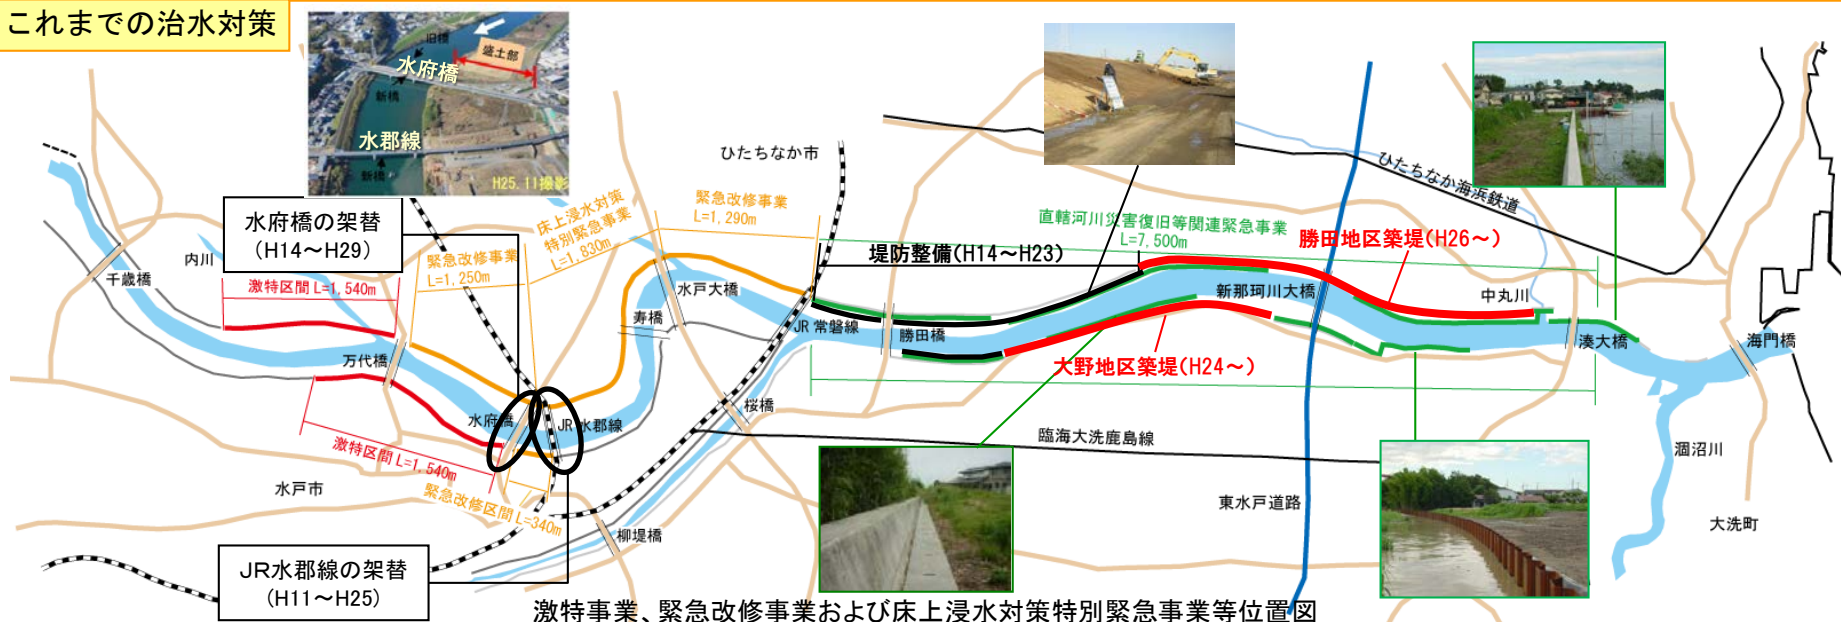 これまでの治水対策
旧橋
盛土部
水府橋
新橋
水郡線
新橋
H25.11撮影
水府橋の架替
(H14～H29)
内川
千歳橋
激特区間 L=1,540m
緊急改修事業
L=1,250m
床上浸水対策
特別緊急事業
L=1,830m
緊急改修事業
L=1,290m
ひたちなか市
直轄河川災害復旧等関連緊急事業
L=7,500m
堤防整備(H14～H23)
勝田地区築堤(H26～)
ひたちなか海浜鉄道
万代橋
水府橋
JR 水郡線
寿橋
水戸大橋
JR 常磐線
勝田橋
新那珂川大橋
中丸川
湊大橋
海門橋
大野地区築堤(H24～)
桜橋
臨海大洗鹿島線
涸沼川
激特区間 L=1,540m
緊急改修区間 L=340m
水戸市
柳堤橋
東水戸道路
大洗町
JR水郡線の架替
(H11～H25)
激特事業、緊急改修事業および床上浸水対策特別緊急事業等位置図